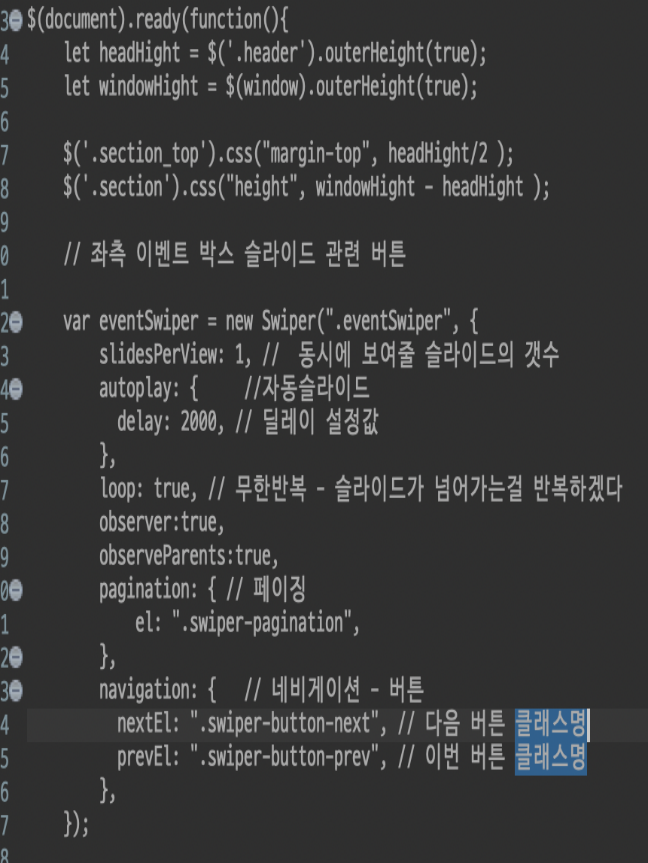 3 $(document).ready(function(){
4 let headHight = $('.header').outerHeight(true);
5 let windowHight = $(window).outerHeight(true);
6
7 $('.section_top').css("margin-top", headHight/2 );
8 $('.section').css("height", windowHight - headHight );
9
0 // 좌측 이벤트 박스 슬라이드 관련 버튼
1
2 var eventSwiper = new Swiper(".eventSwiper", {
3 slidesPerView: 1, // 동시에 보여줄 슬라이드의 갯수
4 autoplay: { //자동슬라이드
5 delay: 2000, // 딜레이 설정값
6 },
7 loop: true, // 무한반복 - 슬라이드가 넘어가는걸 반복하겠다
8 observer:true,
9 observeParents:true,
0 pagination: { // 페이징
1 el: ".swiper-pagination",
2 },
3 navigation: { // 네비게이션 - 버튼
4 nextEl: ".swiper-button-next", // 다음 버튼 클래스명
5 prevEl: ".swiper-button-prev", // 이번 버튼 클래스명
6 },
7 });
8